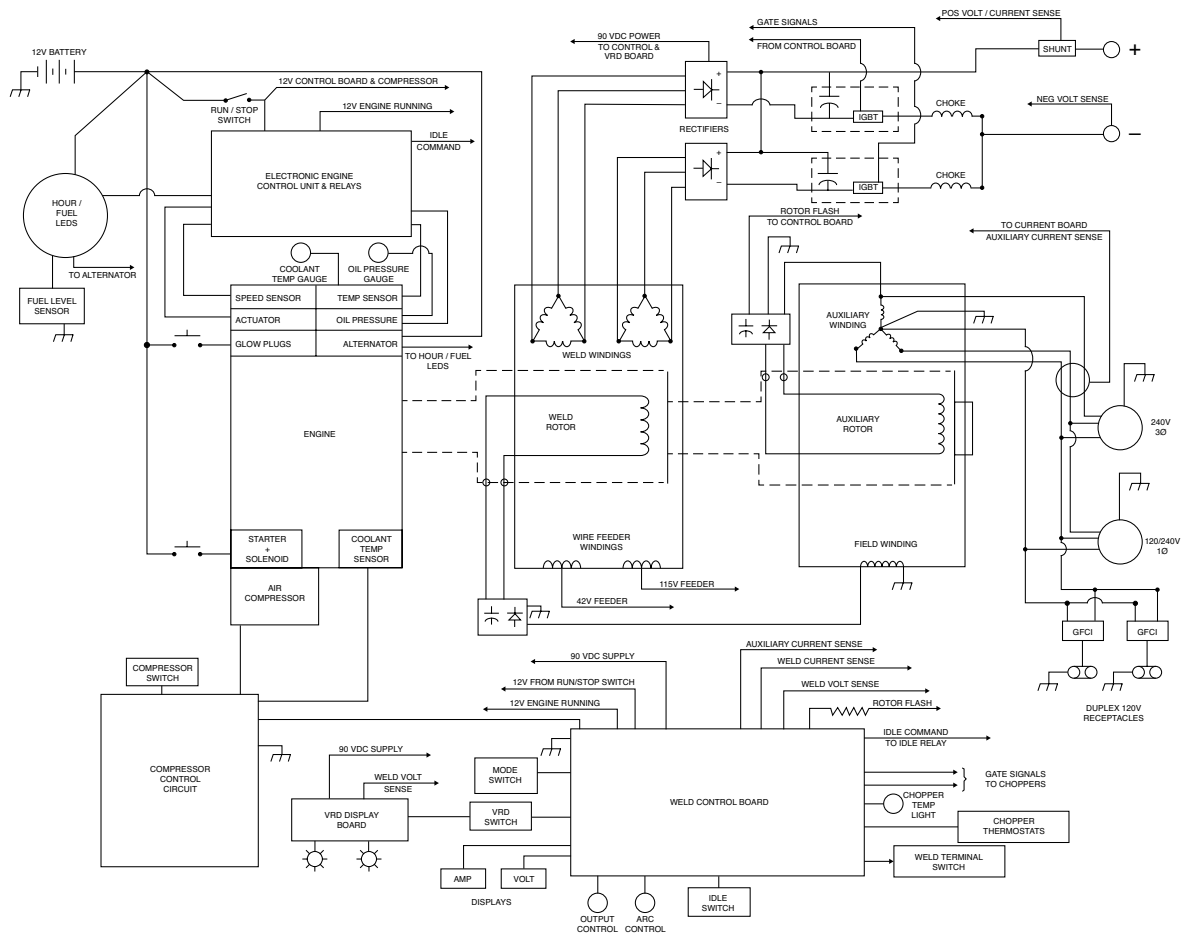 POS VOLT / CURRENT SENSE
GATE SIGNALS
90 VDC POWER
TO CONTROL &
VRD BOARD
FROM CONTROL BOARD
SHUNT
+
12V BATTERY
12V CONTROL BOARD & COMPRESSOR
RUN / STOP
SWITCH
12V ENGINE RUNNING
IDLE
COMMAND
+
−
RECTIFIERS
IGBT
CHOKE
NEG VOLT SENSE
−
ELECTRONIC ENGINE
CONTROL UNIT & RELAYS
+
−
IGBT
CHOKE
HOUR /
FUEL
LEDS
ROTOR FLASH
TO CONTROL BOARD
TO CURRENT BOARD
AUXILIARY CURRENT SENSE
TO ALTERNATOR
COOLANT
TEMP GAUGE
OIL PRESSURE
GAUGE
FUEL LEVEL
SENSOR
SPEED SENSOR
TEMP SENSOR
ACTUATOR
OIL PRESSURE
GLOW PLUGS
ALTERNATOR
TO HOUR / FUEL
LEDS
WELD WINDINGS
AUXILIARY
WINDING
ENGINE
WELD
ROTOR
AUXILIARY
ROTOR
240V
3Ø
STARTER
+
SOLENOID
COOLANT
TEMP
SENSOR
WIRE FEEDER
WINDINGS
FIELD WINDING
120/240V
1Ø
AIR
COMPRESSOR
115V FEEDER
42V FEEDER
GFCI
GFCI
DUPLEX 120V
RECEPTACLES
COMPRESSOR
SWITCH
90 VDC SUPPLY
12V FROM RUN/STOP SWITCH
12V ENGINE RUNNING
AUXILIARY CURRENT SENSE
WELD CURRENT SENSE
WELD VOLT SENSE
ROTOR FLASH
IDLE COMMAND
TO IDLE RELAY
COMPRESSOR
CONTROL
CIRCUIT
90 VDC SUPPLY
WELD VOLT
SENSE
MODE
SWITCH
WELD CONTROL BOARD
GATE SIGNALS
TO CHOPPERS
CHOPPER
TEMP
LIGHT
VRD DISPLAY
BOARD
VRD
SWITCH
CHOPPER
THERMOSTATS
WELD TERMINAL
SWITCH
AMP
VOLT
DISPLAYS
OUTPUT
CONTROL
ARC
CONTROL
IDLE
SWITCH